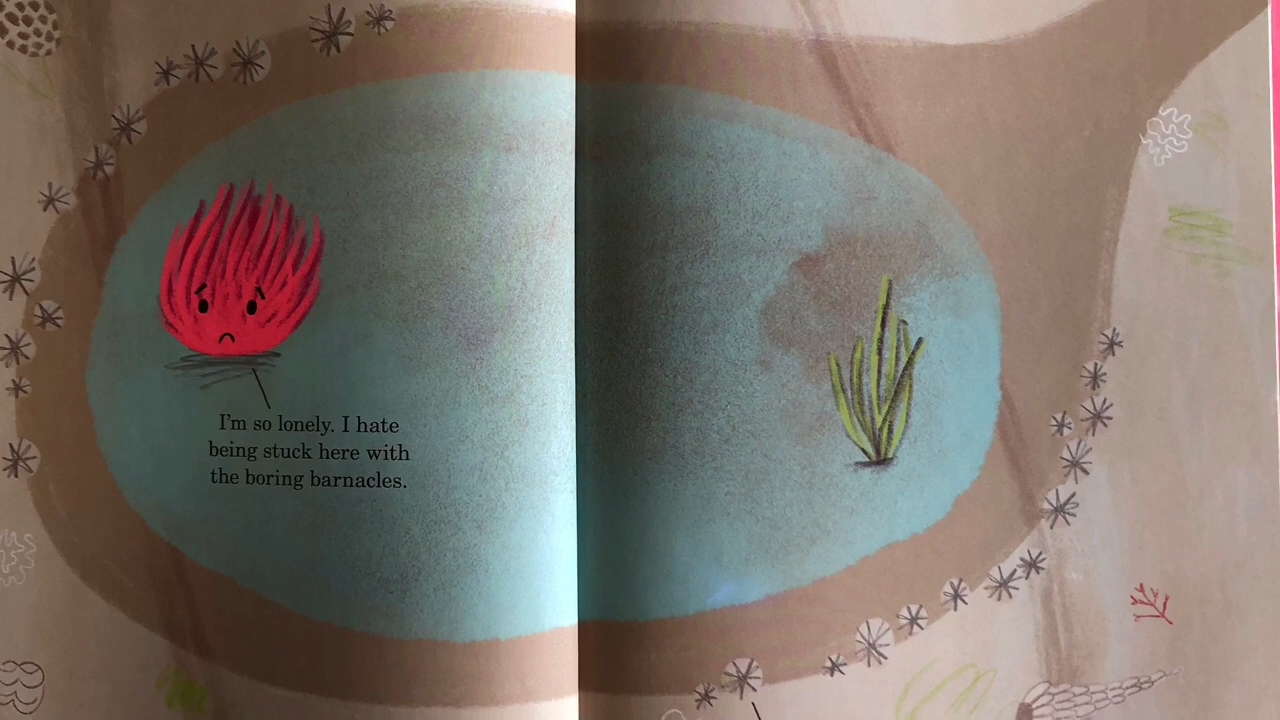 I'm so lonely. I hate
being stuck here with
the boring barnacles.